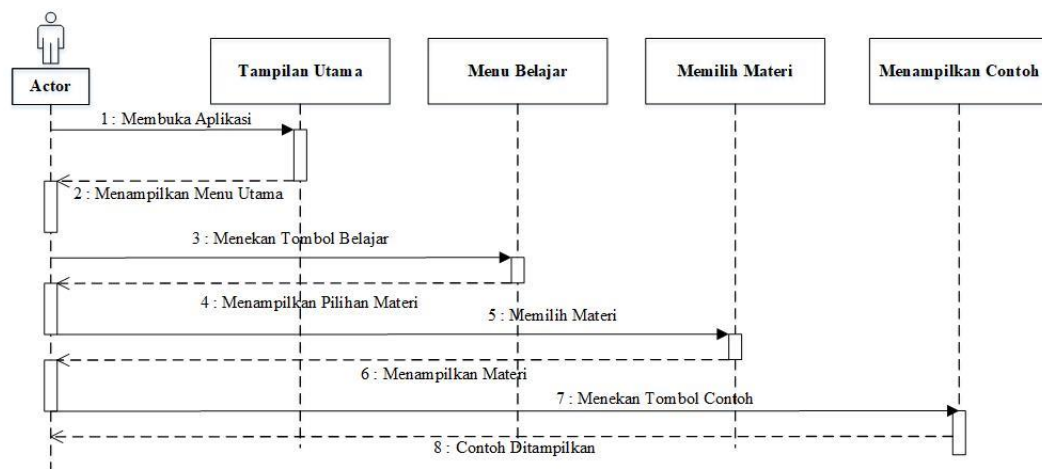 Actor
Tampilan Utama
Menu Belajar
Memilih Materi
Menampilkan Contoh
1 : Membuka Aplikasi
2 : Menampilkan Menu Utama
3 : Menekan Tombol Belajar
4 : Menampilkan Pilihan Materi
5 : Memilih Materi
6 : Menampilkan Materi
7 : Menekan Tombol Contoh
8 : Contoh Ditampilkan